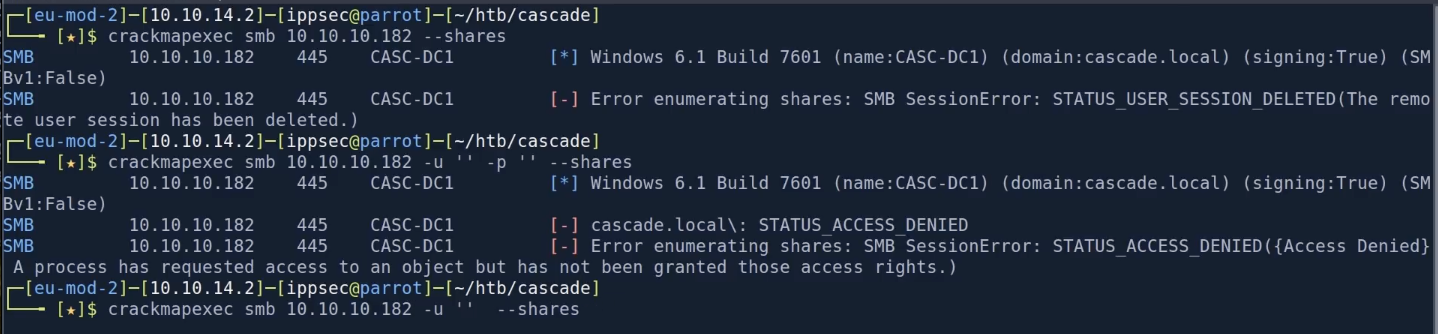 ┌─[eu-mod-2]─[10.10.14.2]─[ippsec@parrot]─[~/htb/cascade]
└──╼ [★]$ crackmapexec smb 10.10.10.182 --shares
SMB         10.10.10.182    445    CASC-DC1         [*] Windows 6.1 Build 7601 (name:CASC-DC1) (domain:cascade.local) (signing:True) (SM
Bv1:False)
SMB         10.10.10.182    445    CASC-DC1         [-] Error enumerating shares: SMB SessionError: STATUS_USER_SESSION_DELETED(The remo
te user session has been deleted.)
┌─[eu-mod-2]─[10.10.14.2]─[ippsec@parrot]─[~/htb/cascade]
└──╼ [★]$ crackmapexec smb 10.10.10.182 -u '' -p '' --shares
SMB         10.10.10.182    445    CASC-DC1         [*] Windows 6.1 Build 7601 (name:CASC-DC1) (domain:cascade.local) (signing:True) (SM
Bv1:False)
SMB         10.10.10.182    445    CASC-DC1         [-] cascade.local\: STATUS_ACCESS_DENIED
SMB         10.10.10.182    445    CASC-DC1         [-] Error enumerating shares: SMB SessionError: STATUS_ACCESS_DENIED({Access Denied}
 A process has requested access to an object but has not been granted those access rights.)
┌─[eu-mod-2]─[10.10.14.2]─[ippsec@parrot]─[~/htb/cascade]
└──╼ [★]$ crackmapexec smb 10.10.10.182 -u ''  --shares